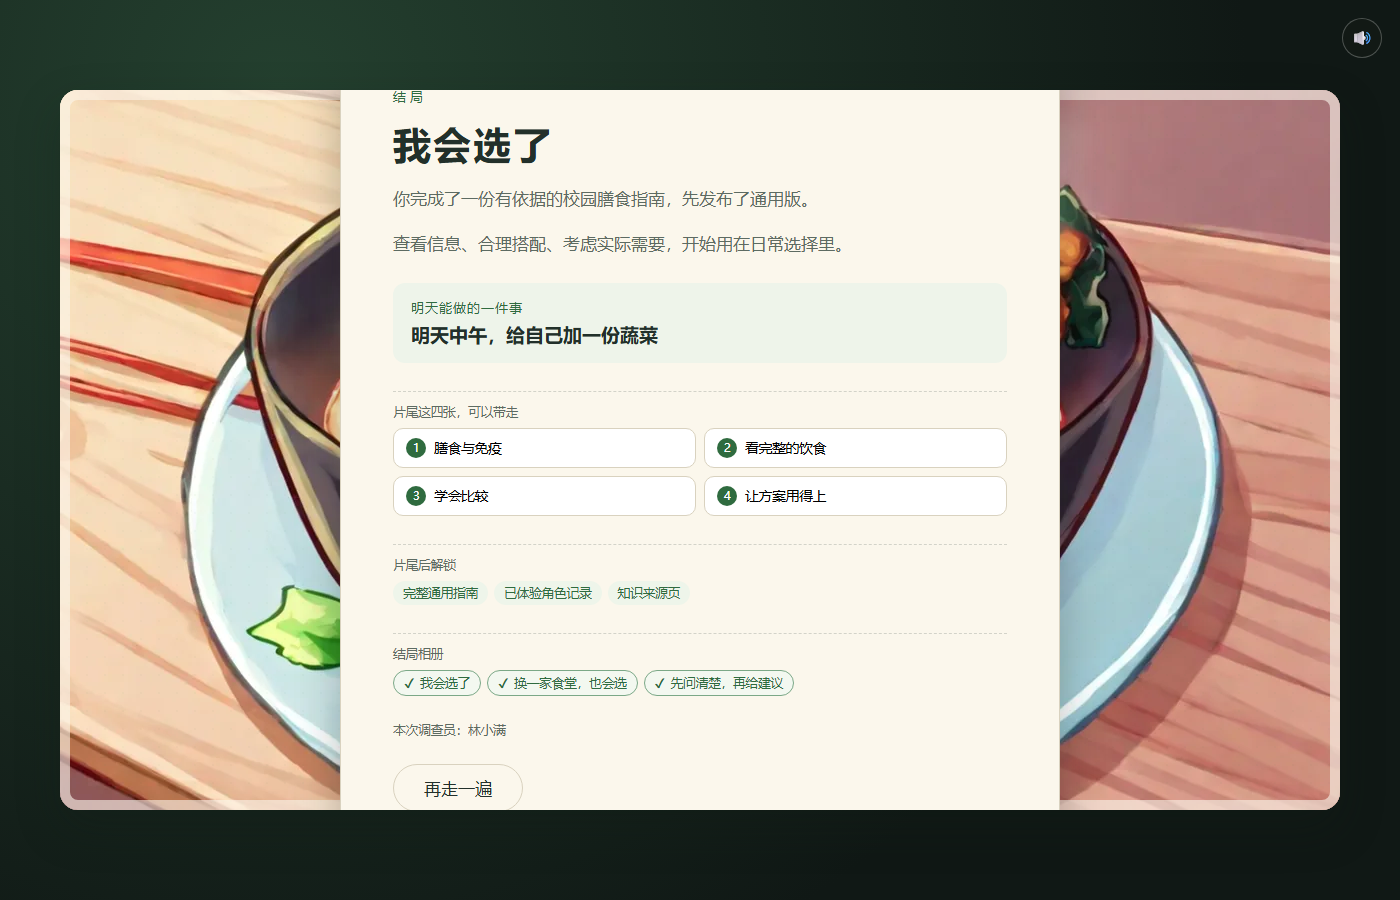 结局
我会选了
你完成了一份有依据的校园膳食指南，先发布了通用版。
查看信息、合理搭配、考虑实际需要，开始用在日常选择里。
明天能做的一件事
明天中午，给自己加一份蔬菜
片尾这四张，可以带走
1 膳食与免疫
2 看完整的饮食
3 学会比较
4 让方案用得上
片尾后解锁
完整通用指南 已体验角色记录 知识来源页
结局相册
✓ 我会选了 ✓ 换一家食堂，也会选 ✓ 先问清楚，再给建议
本次调查员：林小满
再走一遍